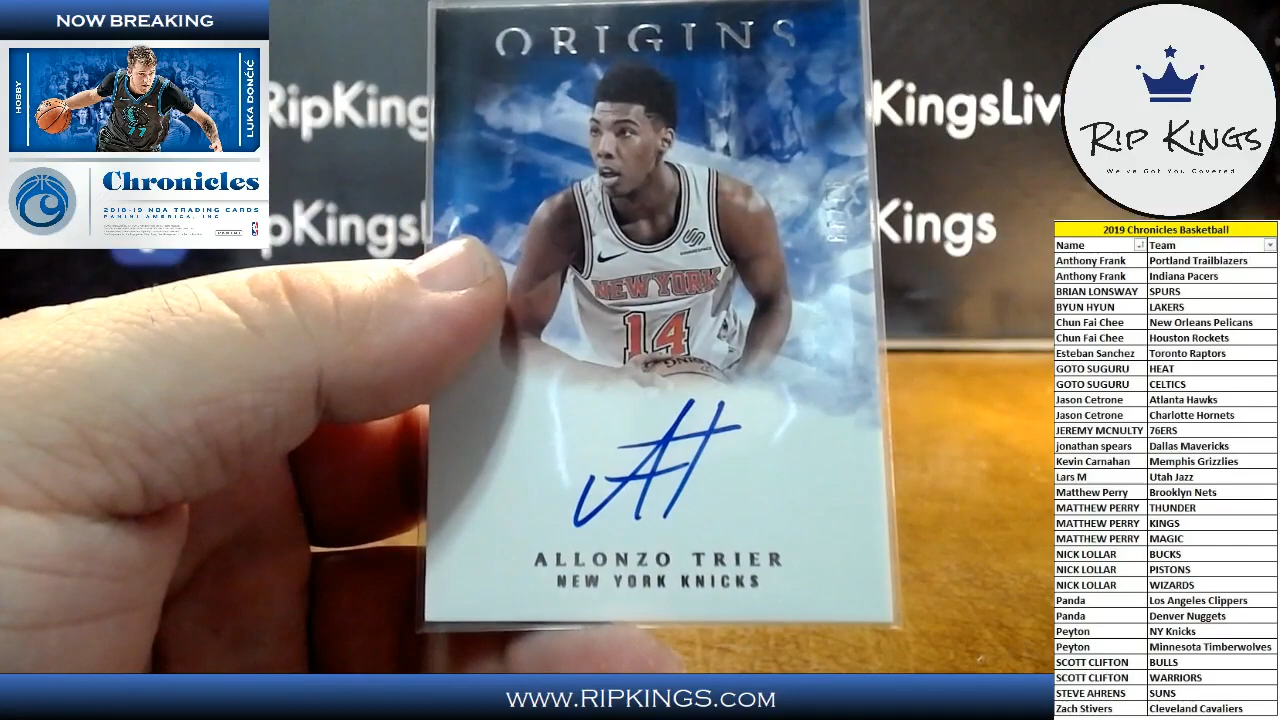 NOW BREAKING
HOBBY
LUKA DONČIĆ
77
Chronicles
2018-19 NBA TRADING CARDS
PANINI AMERICA, INC
PANINI
RipKings
KingsLiv
RipKings
Kings
ORIGINS
NEW YORK
14
AT
ALLONZO TRIER
NEW YORK KNICKS
RIP KINGS
We've Got You Covered
2019 Chronicles Basketball
Name Team
Anthony Frank Portland Trailblazers
Anthony Frank Indiana Pacers
BRIAN LONSWAY SPURS
BYUN HYUN LAKERS
Chun Fai Chee New Orleans Pelicans
Chun Fai Chee Houston Rockets
Esteban Sanchez Toronto Raptors
GOTO SUGURU HEAT
GOTO SUGURU CELTICS
Jason Cetrone Atlanta Hawks
Jason Cetrone Charlotte Hornets
JEREMY MCNULTY 76ERS
jonathan spears Dallas Mavericks
Kevin Carnahan Memphis Grizzlies
Lars M Utah Jazz
Matthew Perry Brooklyn Nets
MATTHEW PERRY THUNDER
MATTHEW PERRY KINGS
MATTHEW PERRY MAGIC
NICK LOLLAR BUCKS
NICK LOLLAR PISTONS
NICK LOLLAR WIZARDS
Panda Los Angeles Clippers
Panda Denver Nuggets
Peyton NY Knicks
Peyton Minnesota Timberwolves
SCOTT CLIFTON BULLS
SCOTT CLIFTON WARRIORS
STEVE AHRENS SUNS
Zach Stivers Cleveland Cavaliers
WWW.RIPKINGS.COM